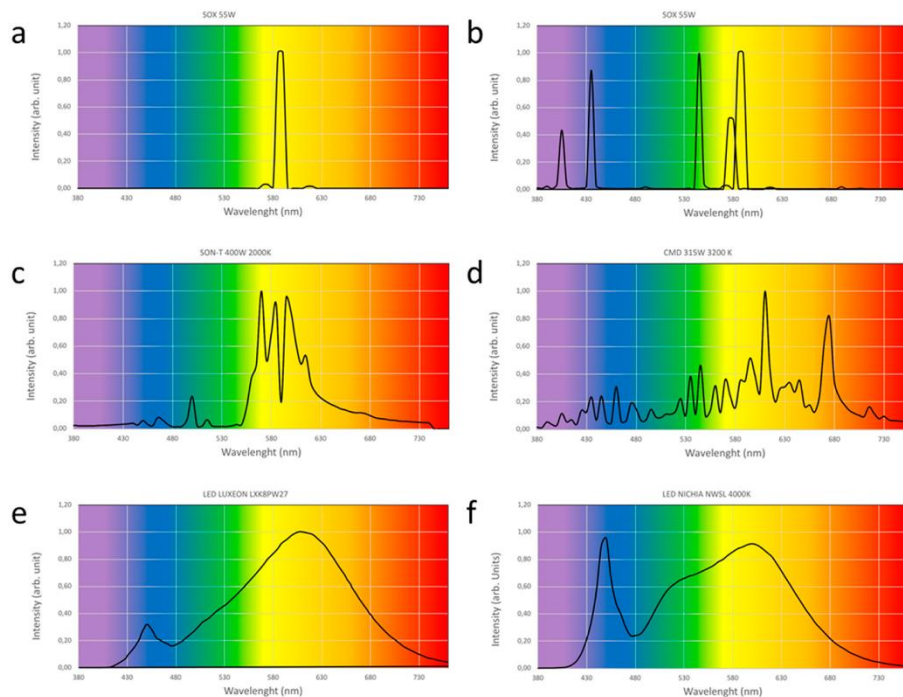 a
SOX 55W
Intensity (arb. unit)
1,20
1,00
0,80
0,60
0,40
0,20
0,00
380 430 480 530 580 630 680 730
Wavelenght (nm)
b
SOX 55W
Intensity (arb. unit)
1,20
1,00
0,80
0,60
0,40
0,20
0,00
380 430 480 530 580 630 680 730
Wavelenght (nm)
c
SON-T 400W 2000K
Intensity (arb. unit)
1,20
1,00
0,80
0,60
0,40
0,20
0,00
380 430 480 530 580 630 680 730
Wavelenght (nm)
d
CMD 315W 3200 K
Intensity (arb. unit)
1,20
1,00
0,80
0,60
0,40
0,20
0,00
380 430 480 530 580 630 680 730
Wavelenght (nm)
e
LED LUXEON LXK8PW27
Intensity (arb. unit)
1,20
1,00
0,80
0,60
0,40
0,20
0,00
380 430 480 530 580 630 680 730
Wavelenght (nm)
f
LED NICHIA NWSL 4000K
Intensity (arb. Units)
1,20
1,00
0,80
0,60
0,40
0,20
0,00
380 430 480 530 580 630 680 730
Wavelenght (nm)